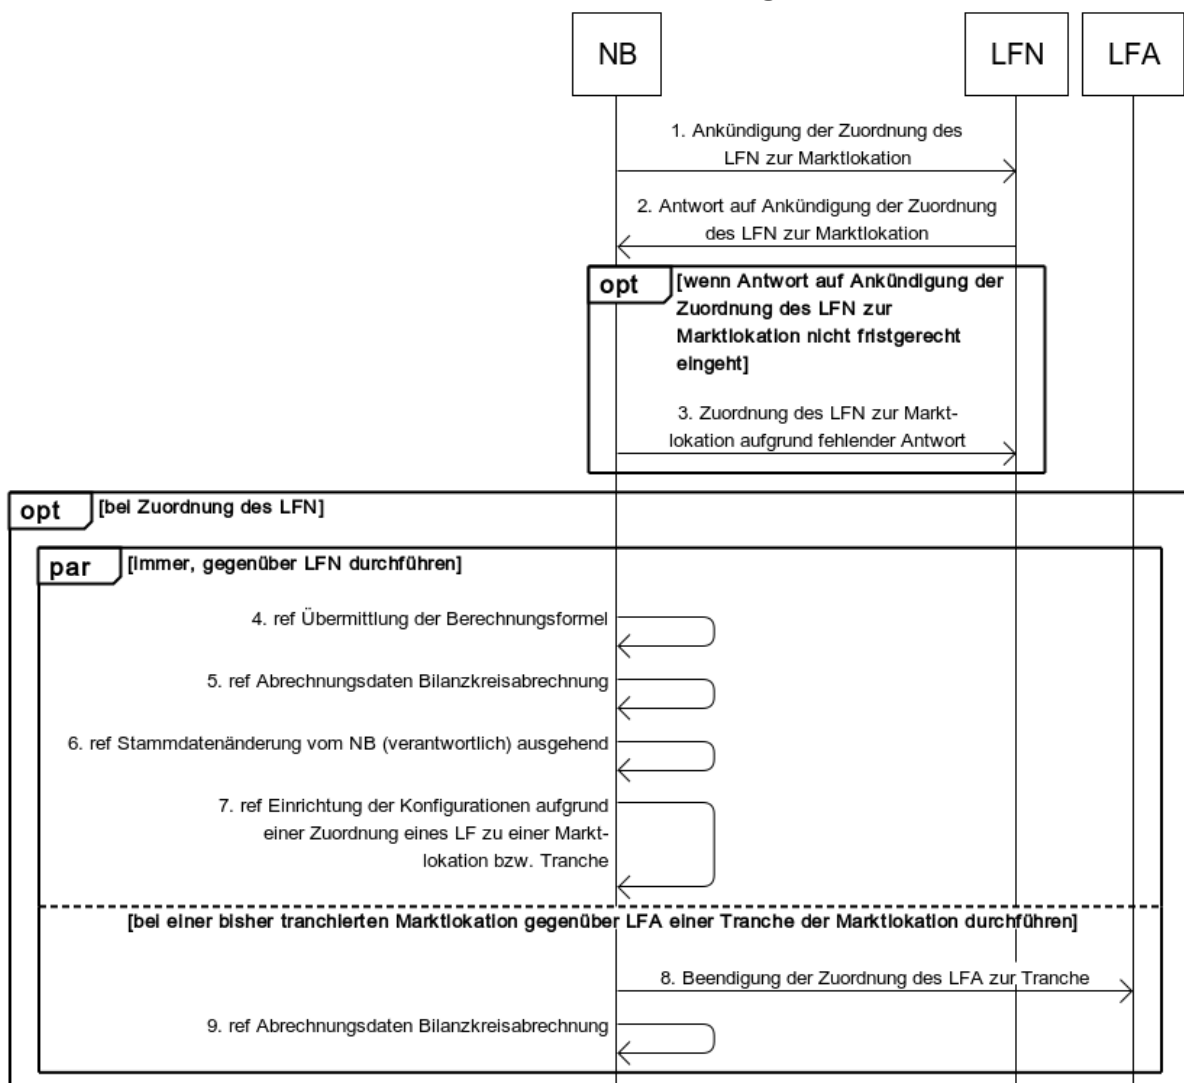 NB
LFN
LFA
1. Ankündigung der Zuordnung des
LFN zur Marktlokation
2. Antwort auf Ankündigung der Zuordnung
des LFN zur Marktlokation
opt
[wenn Antwort auf Ankündigung der
Zuordnung des LFN zur
Marktlokation nicht fristgerecht
eingeht]
3. Zuordnung des LFN zur Markt-
lokation aufgrund fehlender Antwort
opt
[bei Zuordnung des LFN]
par
[immer, gegenüber LFN durchführen]
4. ref Übermittlung der Berechnungsformel
5. ref Abrechnungsdaten Bilanzkreisabrechnung
6. ref Stammdatenänderung vom NB (verantwortlich) ausgehend
7. ref Einrichtung der Konfigurationen aufgrund
einer Zuordnung eines LF zu einer Markt-
lokation bzw. Tranche
[bei einer bisher tranchierten Marktlokation gegenüber LFA einer Tranche der Marktlokation durchführen]
8. Beendigung der Zuordnung des LFA zur Tranche
9. ref Abrechnungsdaten Bilanzkreisabrechnung